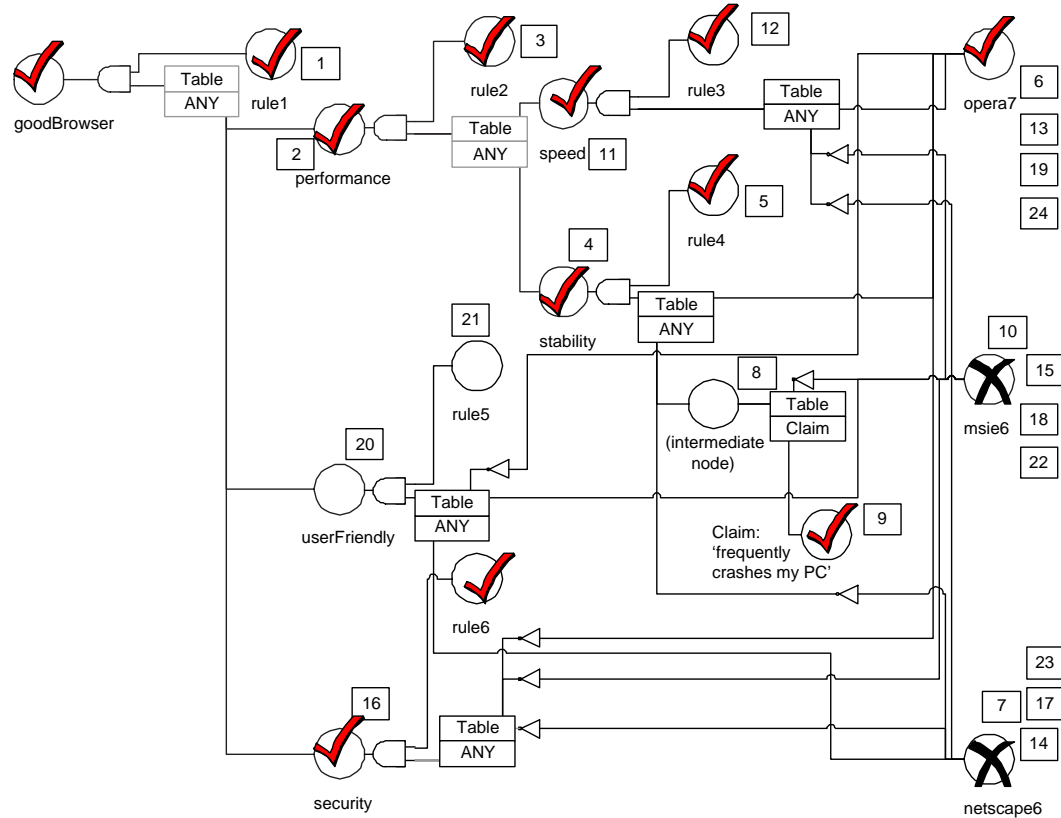 goodBrowser
1
rule1
Table
ANY
2
performance
3
rule2
Table
ANY
speed
11
12
rule3
Table
ANY
opera7
6
13
19
24
5
rule4
4
stability
Table
ANY
21
rule5
8
(intermediate
node)
Table
Claim
10
15
msie6
18
22
20
userFriendly
Table
ANY
Claim:
‘frequently
crashes my PC’
9
rule6
16
security
Table
ANY
23
7
17
14
netscape6